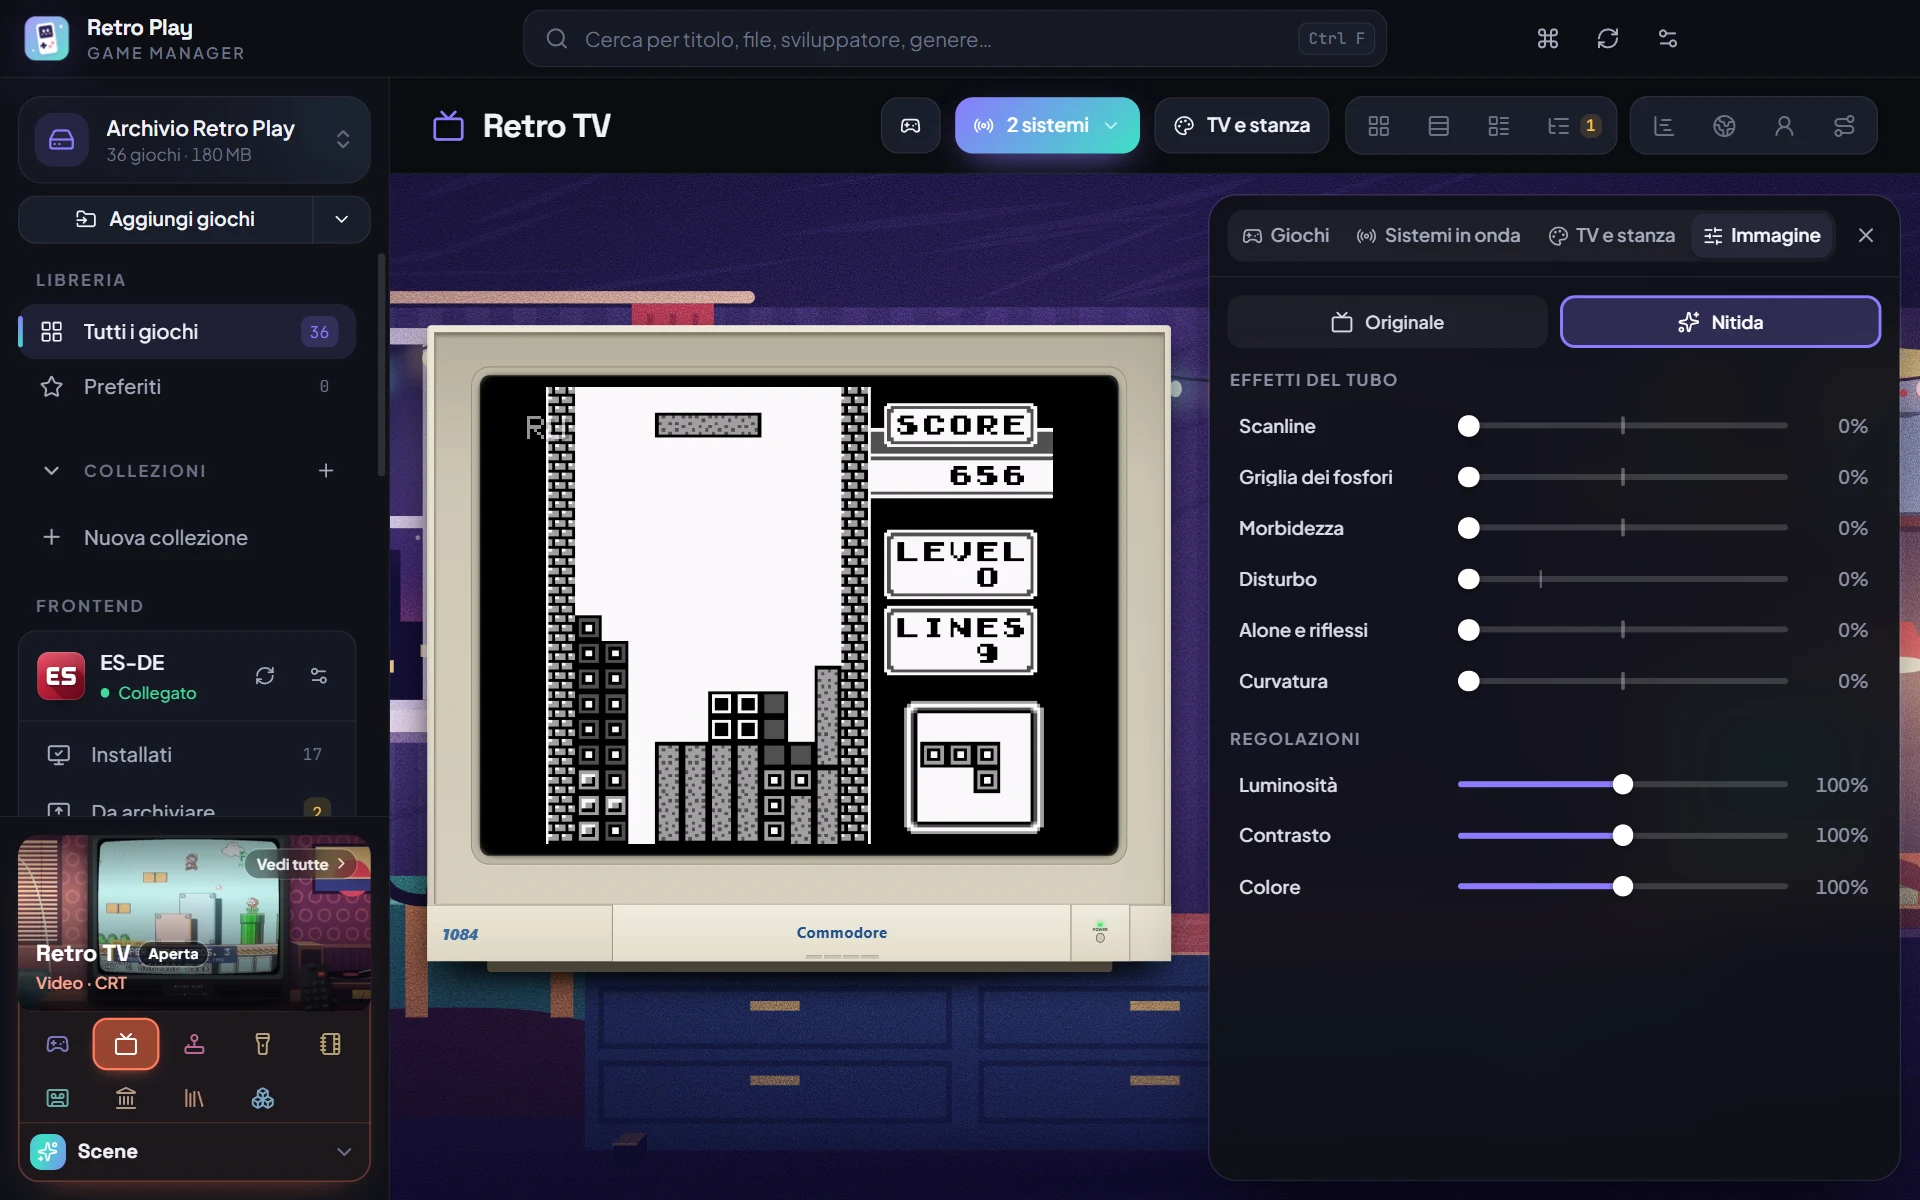 Retro Play
GAME MANAGER
Cerca per titolo, file, sviluppatore, genere...
Ctrl F
Archivio Retro Play
36 giochi · 180 MB
Aggiungi giochi
LIBRERIA
Tutti i giochi
36
Preferiti
0
COLLEZIONI
Nuova collezione
FRONTEND
ES
ES-DE
Collegato
Installati
17
Da archiviare
2
Vedi tutte
Retro TV
Aperta
Video · CRT
Scene
Retro TV
2 sistemi
TV e stanza
1
R
SCORE
656
LEVEL
0
LINES
9
1084
Commodore
POWER
Giochi
Sistemi in onda
TV e stanza
Immagine
Originale
Nitida
EFFETTI DEL TUBO
Scanline
0%
Griglia dei fosfori
0%
Morbidezza
0%
Disturbo
0%
Alone e riflessi
0%
Curvatura
0%
REGOLAZIONI
Luminosità
100%
Contrasto
100%
Colore
100%